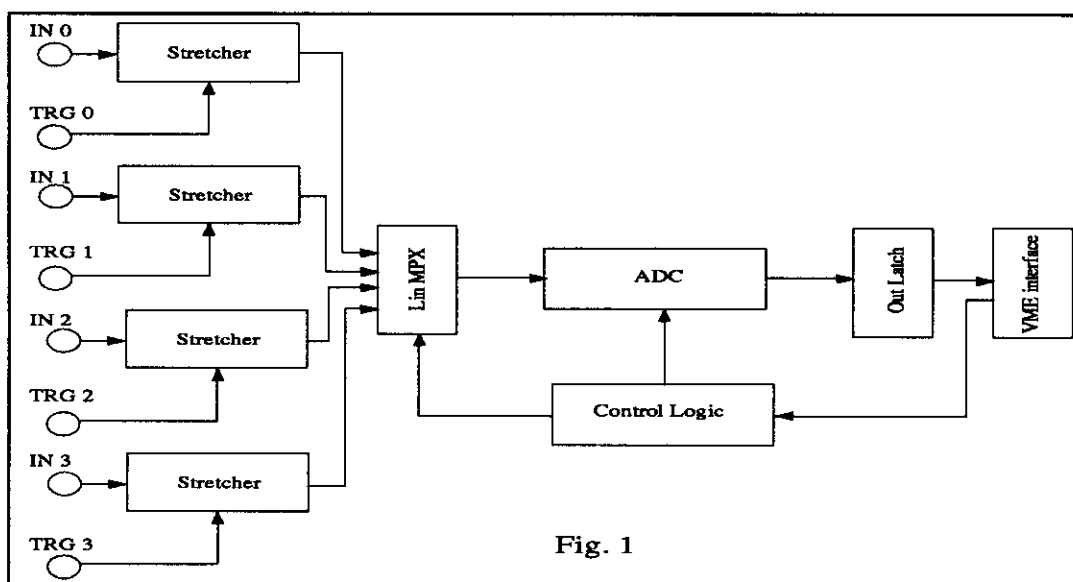 IN 0
Stretcher
TRG 0
IN 1
Stretcher
TRG 1
Lin MPX
ADC
Out Latch
VME interface
IN 2
Stretcher
TRG 2
Control Logic
IN 3
Stretcher
TRG 3
Fig. 1